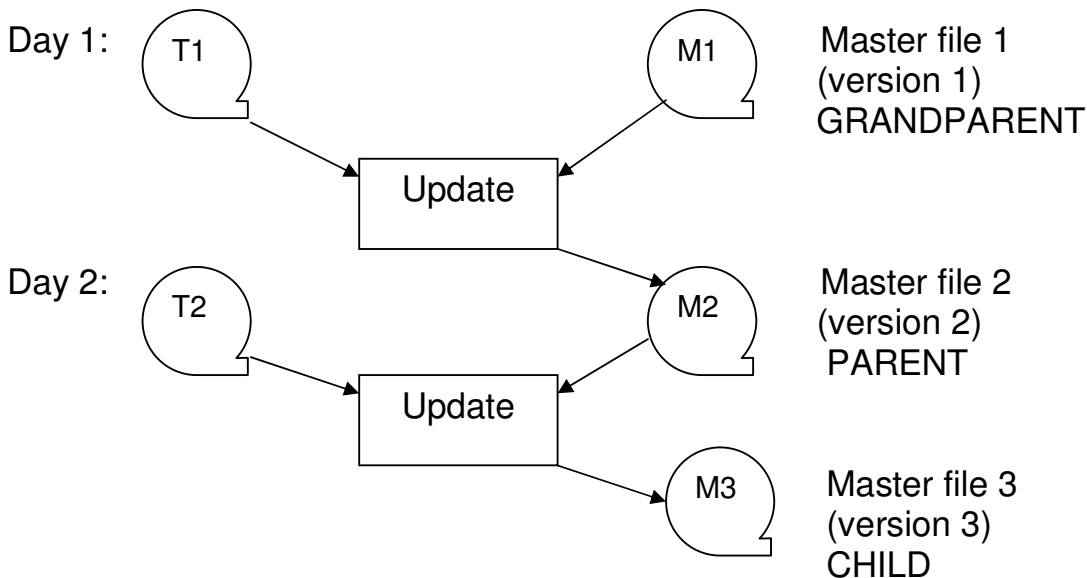 Day 1:
T1
M1
Master file 1
(version 1)
GRANDPARENT
Update
Day 2:
T2
M2
Master file 2
(version 2)
PARENT
Update
M3
Master file 3
(version 3)
CHILD